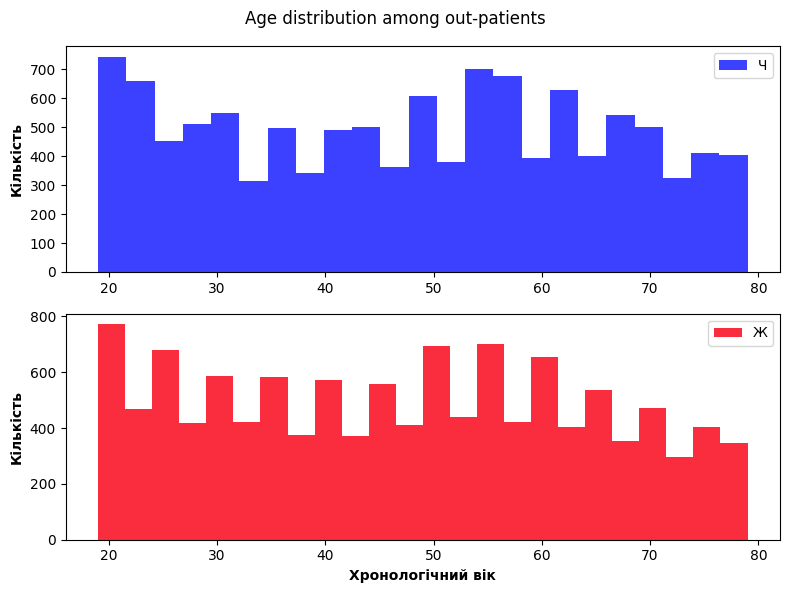 Age distribution among out-patients
Ч
Кількість
700
600
500
400
300
200
100
0
20 30 40 50 60 70 80
Ж
Кількість
800
600
400
200
0
20 30 40 50 60 70 80
Хронологічний вік